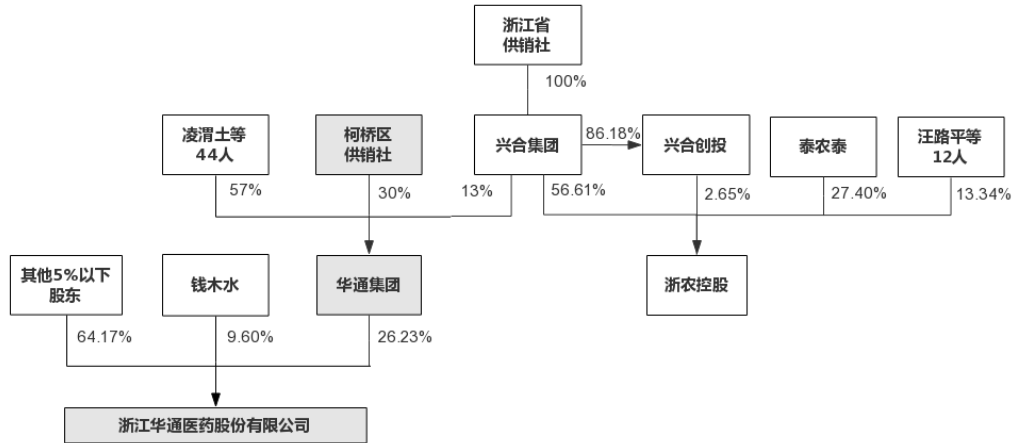 浙江省
供销社
100%
凌渭土等
44人
柯桥区
供销社
兴合集团
86.18%
兴合创投
泰农泰
汪路平等
12人
57%
30%
13%
56.61%
2.65%
27.40%
13.34%
其他5%以下
股东
钱木水
华通集团
浙农控股
64.17%
9.60%
26.23%
浙江华通医药股份有限公司